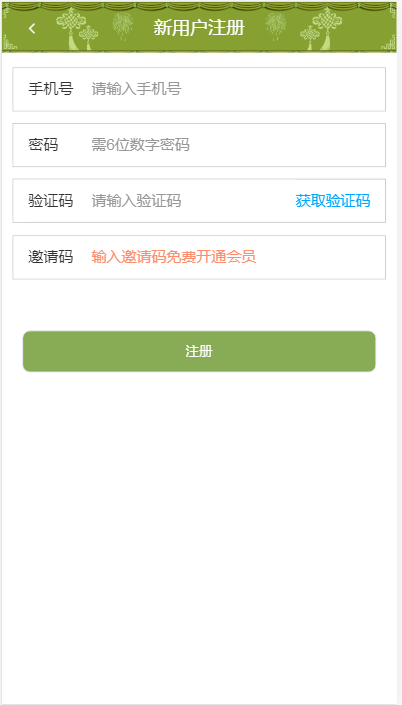 新用户注册
手机号 请输入手机号
密码 需6位数字密码
验证码 请输入验证码 获取验证码
邀请码 输入邀请码免费开通会员
注册